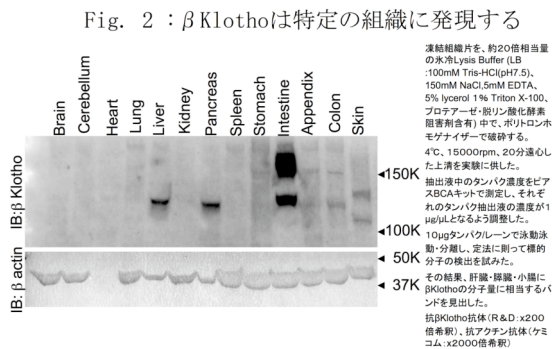 Fig. 2：βKlothoは特定の組織に発現する
Brain
Cerebellum
Heart
Lung
Liver
Kidney
Pancreas
Spleen
Stomach
Intestine
Appendix
Colon
Skin
IB:β Klotho
◄150K
◄100K
IB: β actin
◄ 50K
◄ 37K
凍結組織片を、約20倍相当量
の氷冷Lysis Buffer (LB
:100mM Tris-HCl(pH7.5)、
150mM NaCl,5mM EDTA、
5% lycerol 1% Triton X-100、
プロテアーゼ・脱リン酸化酵素
阻害剤含有) 中で、ポリトロンホ
モゲナイザーで破砕する。
4℃、15000rpm、20分遠心し
た上清を実験に供した。
抽出液中のタンパク濃度をピア
スBCAキットで測定し、それぞ
れのタンパク抽出液の濃度が1
μg/μLとなるよう調整した。
10μgタンパク/レーンで泳動泳
動・分離し、定法に則って標的
分子の検出を試みた。
その結果、肝臓・膵臓・小腸に
βKlothoの分子量に相当するバ
ンドを見出した。
抗βKlotho抗体（R＆D：x200
倍希釈）、抗アクチン抗体（ケミ
コム：x2000倍希釈）